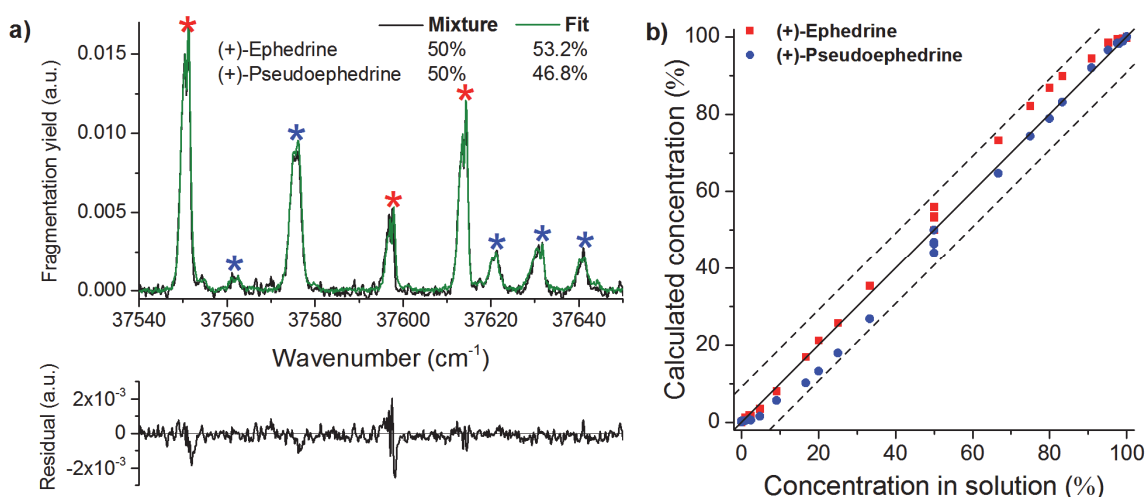 a)
Mixture Fit
(+)-Ephedrine 50% 53.2%
(+)-Pseudoephedrine 50% 46.8%
Fragmentation yield (a.u.)
0.015
0.010
0.005
0.000
37540 37560 37580 37600 37620 37640
Wavenumber (cm⁻¹)
Residual (a.u.)
2x10⁻³
0
-2x10⁻³
b)
(+)-Ephedrine
(+)-Pseudoephedrine
Calculated concentration (%)
100
80
60
40
20
0
0 20 40 60 80 100
Concentration in solution (%)